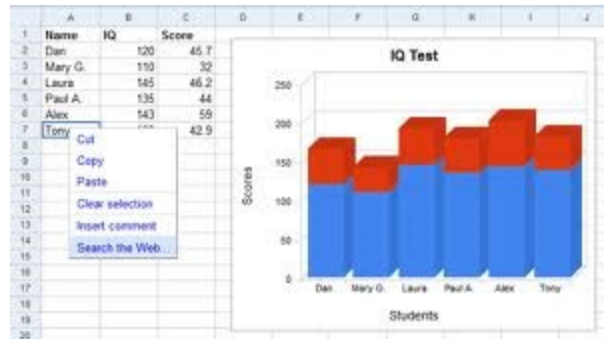 A B C D E F G H I J
1 Name IQ Score
2 Dan 120 45.7
3 Mary G. 110 32
4 Laura 145 46.2
5 Paul A. 135 44
6 Alex 143 59
7 Tony 42.9
8
9
10
11
12
13
14
15
16
17
18
19
20
Cut
Copy
Paste
Clear selection
Insert comment
Search the Web...
IQ Test
250
200
150
100
50
0
Scores
Dan Mary G. Laura Paul A. Alex Tony
Students